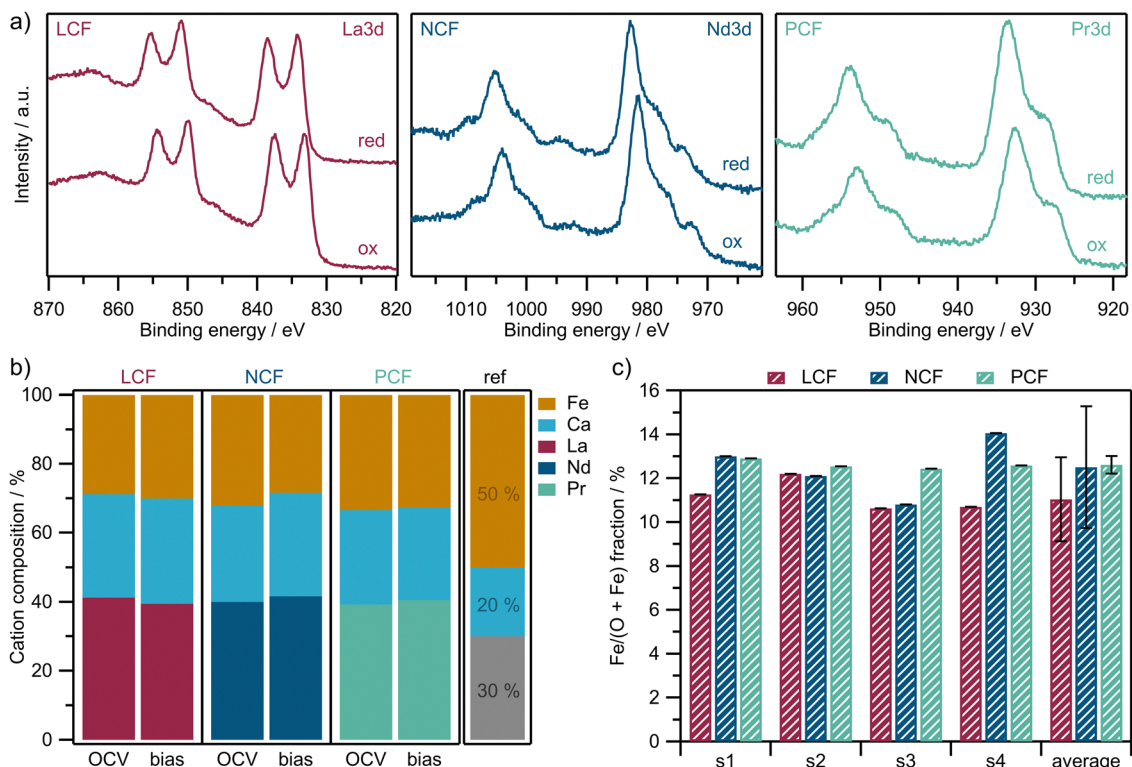 a)
LCF La3d
red
ox
Intensity / a.u.
870 860 850 840 830 820
Binding energy / eV
NCF Nd3d
red
ox
1010 1000 990 980 970
Binding energy / eV
PCF Pr3d
red
ox
960 950 940 930 920
Binding energy / eV
b)
LCF NCF PCF ref
100
80
60
40
20
0
Cation composition / %
50 %
20 %
30 %
OCV bias OCV bias OCV bias
Fe
Ca
La
Nd
Pr
c)
LCF NCF PCF
16
14
12
10
8
6
4
2
0
Fe/(O + Fe) fraction / %
s1 s2 s3 s4 average